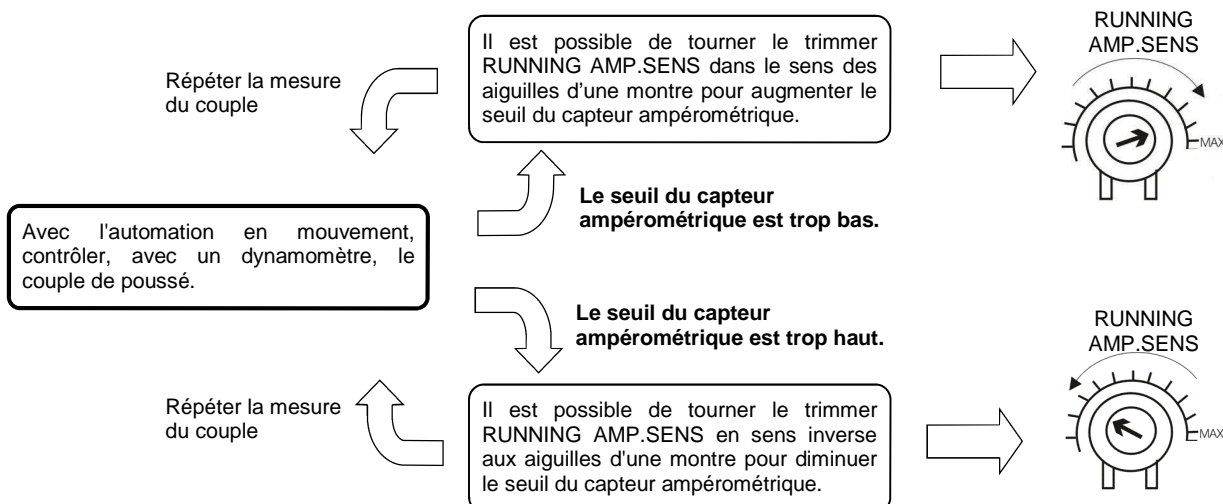 Il est possible de tourner le trimmer
RUNNING AMP.SENS dans le sens des
aiguilles d'une montre pour augmenter le
seuil du capteur ampérométrique.
RUNNING
AMP.SENS
MAX
Répéter la mesure
du couple
Le seuil du capteur
ampérométrique est trop bas.
Avec l'automation en mouvement,
contrôler, avec un dynamomètre, le
couple de poussé.
Le seuil du capteur
ampérométrique est trop haut.
RUNNING
AMP.SENS
MAX
Répéter la mesure
du couple
Il est possible de tourner le trimmer
RUNNING AMP.SENS en sens inverse
aux aiguilles d'une montre pour diminuer
le seuil du capteur ampérométrique.